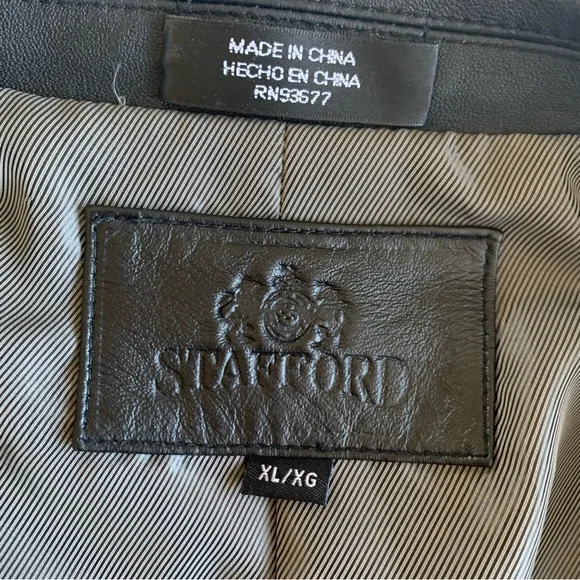 MADE IN CHINA
HECHO EN CHINA
RN93677
STAFFORD
XL/XG